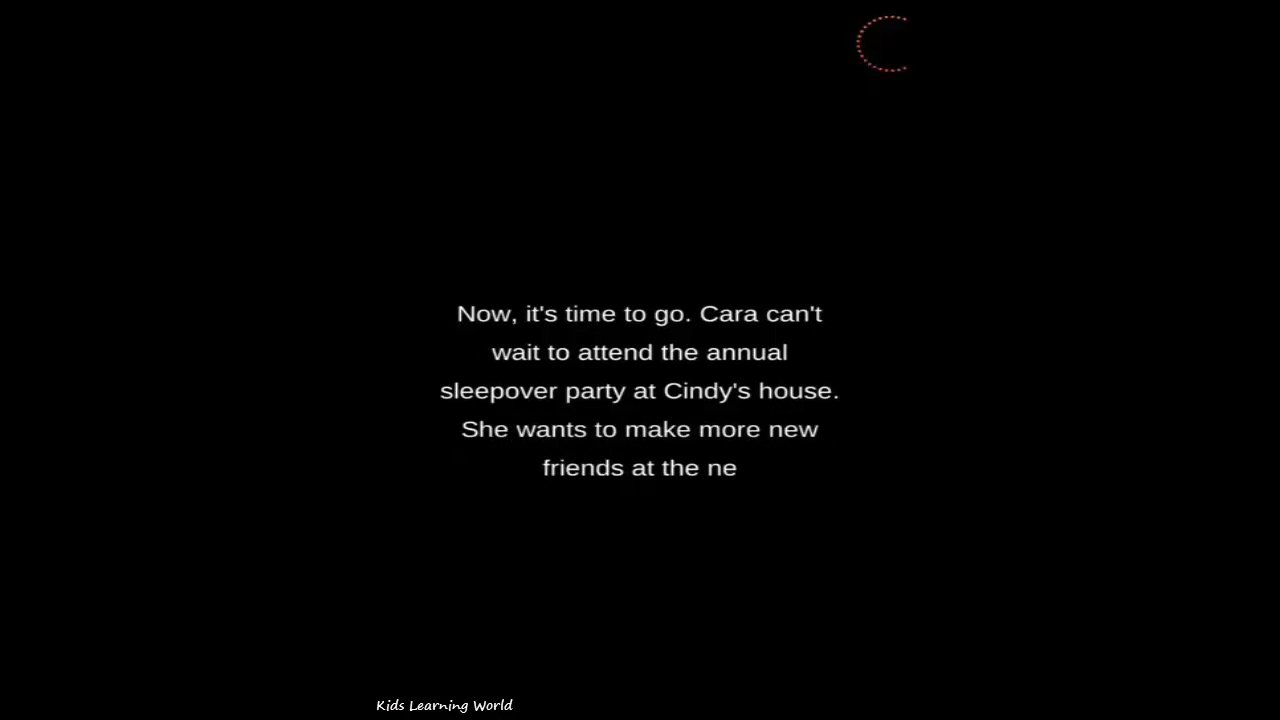 Now, it's time to go. Cara can't
wait to attend the annual
sleepover party at Cindy's house.
She wants to make more new
friends at the ne
Kids Learning World